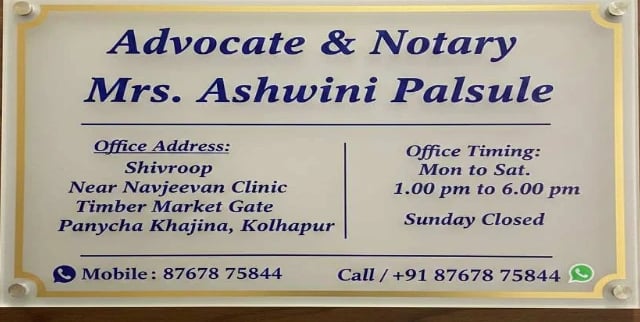 Advocate & Notary
Mrs. Ashwini Palsule
Office Address:
Shivroop
Near Navjeevan Clinic
Timber Market Gate
Panycha Khajina, Kolhapur
Office Timing:
Mon to Sat.
1.00 pm to 6.00 pm
Sunday Closed
Mobile : 87678 75844
Call / +91 87678 75844